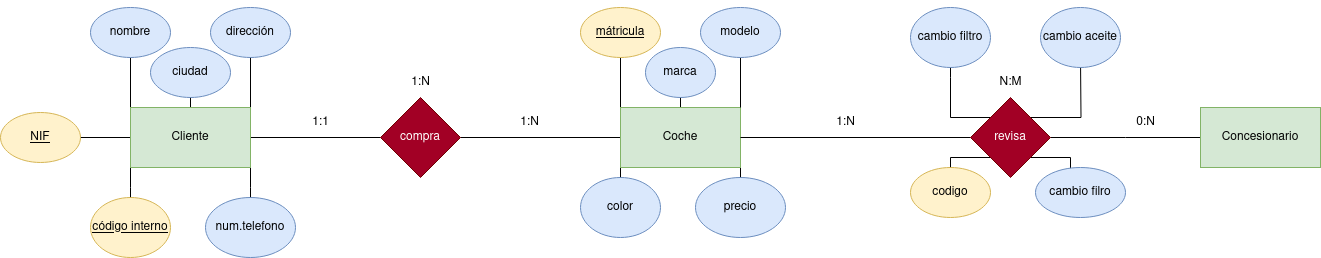 nombre
dirección
mátricula
modelo
cambio filtro
cambio aceite
ciudad
marca
1:N
N:M
NIF
Cliente
1:1
compra
1:N
Coche
1:N
revisa
0:N
Concesionario
codigo
cambio filro
color
precio
código interno
num.telefono